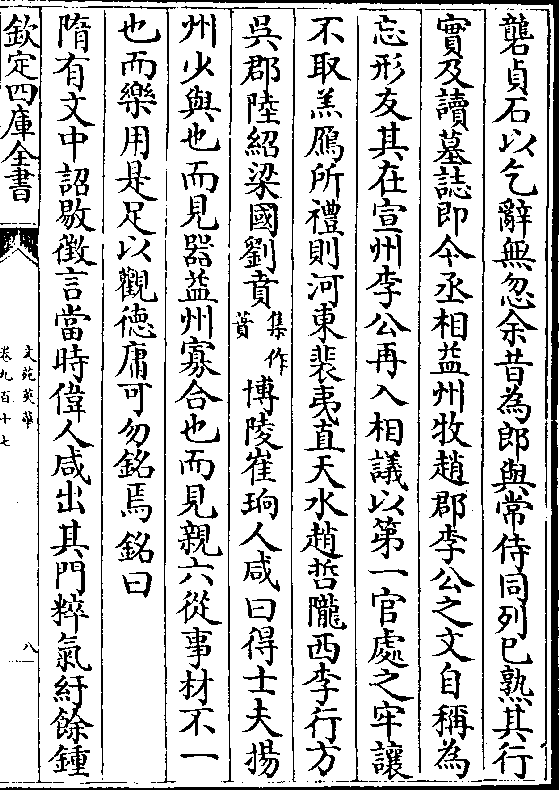 礱貞石以乞辭無忽余昔為郎與常侍同列已熟其行
實及讀墓誌即今丞相益州牧趙郡李公之文自稱為
忘形友其在宣州李公再入相議以第一官處之牢讓
不取羔鴈所禮則河東裴夷直天水趙晢隴西李行方
吳郡陸紹梁國劉賁集作蕡博陵崔珦人咸曰得士夫揚
州火與也而見器益州寡合也而見親六從事材不一
也而樂用是足以觀德庸可勿銘焉銘曰
隋有文中詔敭徵言當時偉人咸出其門粹氣紆餘鍾
欽定四庫全書
文苑英華
卷九百十七
八